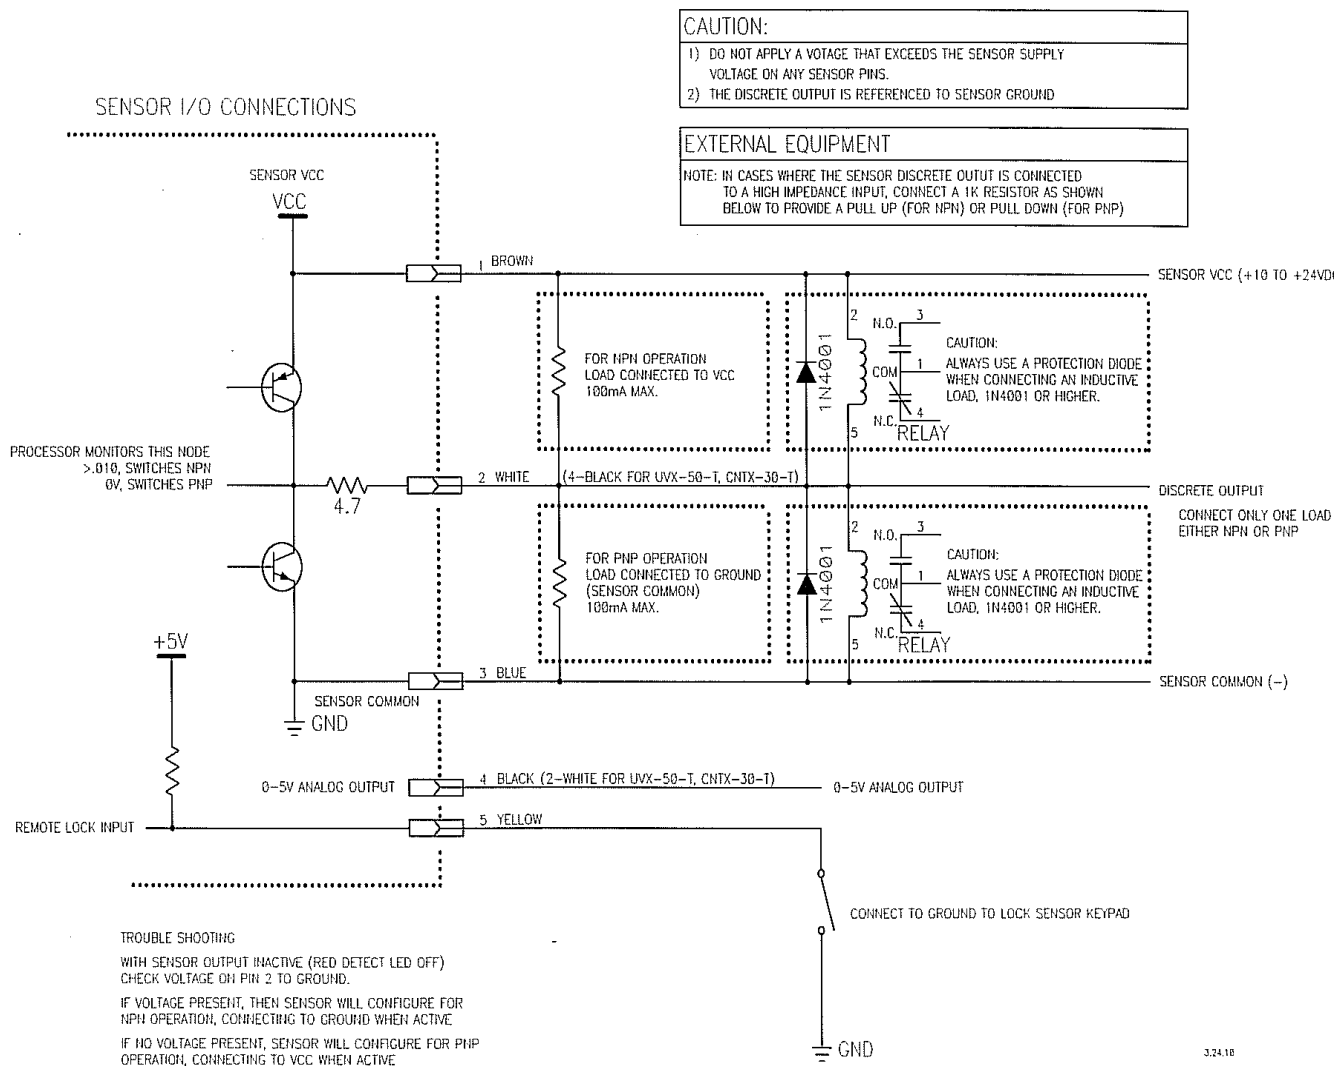 CAUTION:
1) DO NOT APPLY A VOTAGE THAT EXCEEDS THE SENSOR SUPPLY
VOLTAGE ON ANY SENSOR PINS.
2) THE DISCRETE OUTPUT IS REFERENCED TO SENSOR GROUND
EXTERNAL EQUIPMENT
NOTE: IN CASES WHERE THE SENSOR DISCRETE OUTUT IS CONNECTED
TO A HIGH IMPEDANCE INPUT, CONNECT A 1K RESISTOR AS SHOWN
BELOW TO PROVIDE A PULL UP (FOR NPN) OR PULL DOWN (FOR PNP)
SENSOR I/O CONNECTIONS
SENSOR VCC
VCC
1 BROWN
SENSOR VCC (+10 TO +24VD
FOR NPN OPERATION
LOAD CONNECTED TO VCC
100mA MAX.
1N4001
2
5
N.O. 3
COM 1
N.C. 4
RELAY
CAUTION:
ALWAYS USE A PROTECTION DIODE
WHEN CONNECTING AN INDUCTIVE
LOAD, 1N4001 OR HIGHER.
PROCESSOR MONITORS THIS NODE
>.010, SWITCHES NPN
0V, SWITCHES PNP
4.7
2 WHITE (4-BLACK FOR UVX-50-T, CNTX-30-T)
DISCRETE OUTPUT
CONNECT ONLY ONE LOAD
EITHER NPN OR PNP
FOR PNP OPERATION
LOAD CONNECTED TO GROUND
(SENSOR COMMON)
100mA MAX.
1N4001
2
5
N.O. 3
COM 1
N.C. 4
RELAY
CAUTION:
ALWAYS USE A PROTECTION DIODE
WHEN CONNECTING AN INDUCTIVE
LOAD, 1N4001 OR HIGHER.
+5V
3 BLUE
SENSOR COMMON
SENSOR COMMON (-)
GND
0-5V ANALOG OUTPUT
4 BLACK (2-WHITE FOR UVX-50-T, CNTX-30-T)
0-5V ANALOG OUTPUT
REMOTE LOCK INPUT
5 YELLOW
CONNECT TO GROUND TO LOCK SENSOR KEYPAD
GND
TROUBLE SHOOTING
WITH SENSOR OUTPUT INACTIVE (RED DETECT LED OFF)
CHECK VOLTAGE ON PIN 2 TO GROUND.
IF VOLTAGE PRESENT, THEN SENSOR WILL CONFIGURE FOR
NPN OPERATION, CONNECTING TO GROUND WHEN ACTIVE
IF NO VOLTAGE PRESENT, SENSOR WILL CONFIGURE FOR PNP
OPERATION, CONNECTING TO VCC WHEN ACTIVE
3.24.10